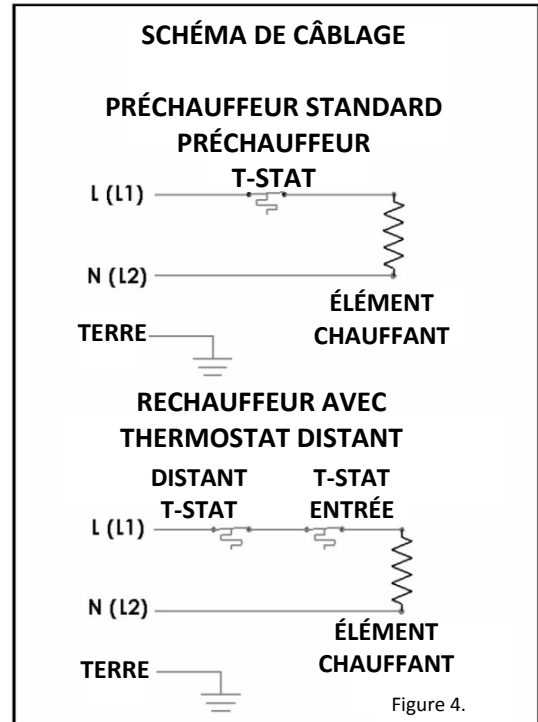 SCHÉMA DE CÂBLAGE
PRÉCHAUFFEUR STANDARD
PRÉCHAUFFEUR
T-STAT
L (L1)
N (L2)
ÉLÉMENT
CHAUFFANT
TERRE
RECHAUFFEUR AVEC
THERMOSTAT DISTANT
DISTANT
T-STAT
T-STAT
ENTRÉE
L (L1)
N (L2)
ÉLÉMENT
CHAUFFANT
TERRE
Figure 4.